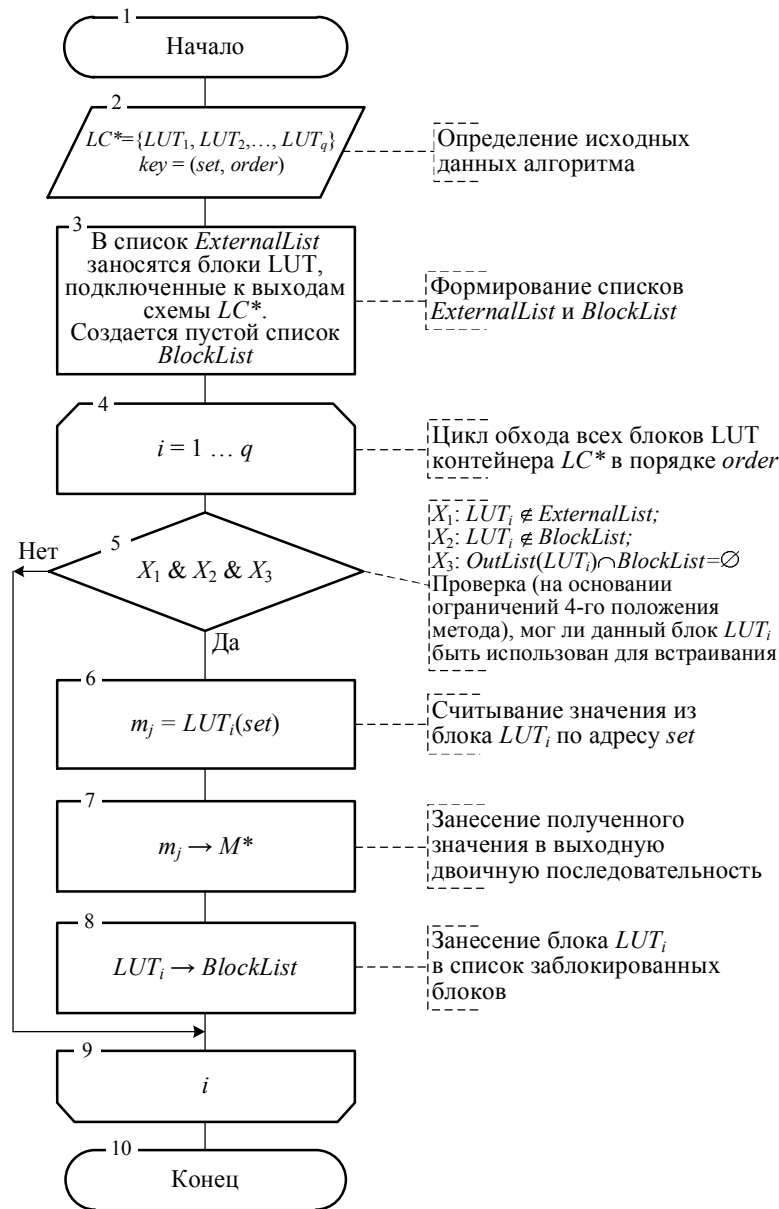 1
Начало
2
LC*={LUT₁, LUT₂,…, LUT_q}
key = (set, order)
Определение исходных
данных алгоритма
3
В список ExternalList
заносятся блоки LUT,
подключенные к выходам
схемы LC*.
Создается пустой список
BlockList
Формирование списков
ExternalList и BlockList
4
i = 1 … q
Цикл обхода всех блоков LUT
контейнера LC* в порядке order
5
X₁ & X₂ & X₃
Нет
Да
X₁: LUTᵢ ∉ ExternalList;
X₂: LUTᵢ ∉ BlockList;
X₃: OutList(LUTᵢ)∩BlockList=∅
Проверка (на основании
ограничений 4-го положения
метода), мог ли данный блок LUTᵢ
быть использован для встраивания
6
mⱼ = LUTᵢ(set)
Считывание значения из
блока LUTᵢ по адресу set
7
mⱼ → M*
Занесение полученного
значения в выходную
двоичную последовательность
8
LUTᵢ → BlockList
Занесение блока LUTᵢ
в список заблокированных
блоков
9
i
10
Конец